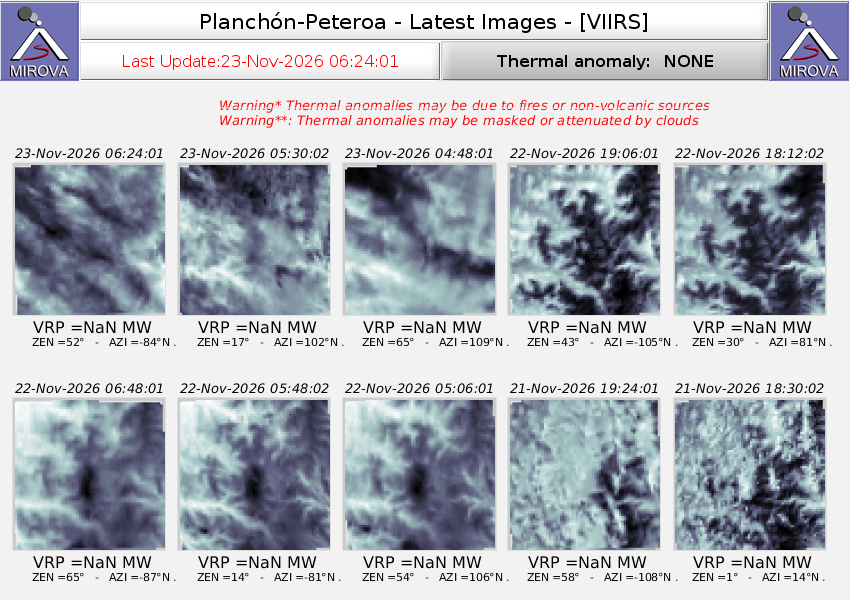 Planchón-Peteroa - Latest Images - [VIIRS]
MIROVA
Last Update:23-Nov-2026 06:24:01
Thermal anomaly: NONE
MIROVA
Warning* Thermal anomalies may be due to fires or non-volcanic sources
Warning**: Thermal anomalies may be masked or attenuated by clouds
23-Nov-2026 06:24:01 23-Nov-2026 05:30:02 23-Nov-2026 04:48:01 22-Nov-2026 19:06:01 22-Nov-2026 18:12:02
VRP =NaN MW VRP =NaN MW VRP =NaN MW VRP =NaN MW VRP =NaN MW
ZEN =52° - AZI =-84°N . ZEN =17° - AZI =102°N . ZEN =65° - AZI =109°N . ZEN =43° - AZI =-105°N . ZEN =30° - AZI =81°N .
22-Nov-2026 06:48:01 22-Nov-2026 05:48:02 22-Nov-2026 05:06:01 21-Nov-2026 19:24:01 21-Nov-2026 18:30:02
VRP =NaN MW VRP =NaN MW VRP =NaN MW VRP =NaN MW VRP =NaN MW
ZEN =65° - AZI =-87°N . ZEN =14° - AZI =-81°N . ZEN =54° - AZI =106°N . ZEN =58° - AZI =-108°N . ZEN =1° - AZI =14°N .